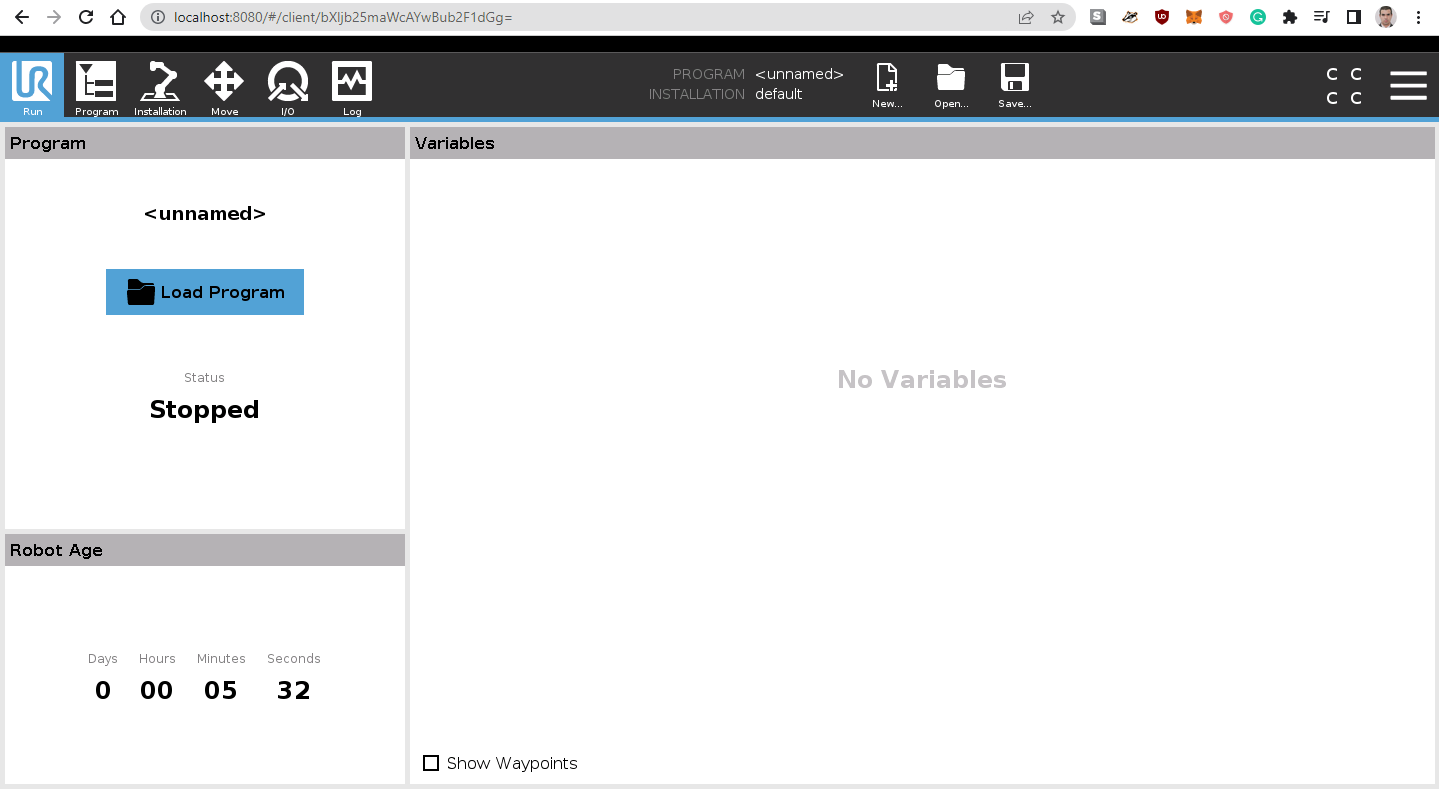 localhost:8080/#/client/bXljb25maWcAYwBub2F1dGg=
Run
Program
Installation
Move
I/O
Log
PROGRAM <unnamed>
INSTALLATION default
New...
Open...
Save...
C C
C C
Program
<unnamed>
Load Program
Status
Stopped
Robot Age
Days Hours Minutes Seconds
0 00 05 32
Variables
No Variables
Show Waypoints